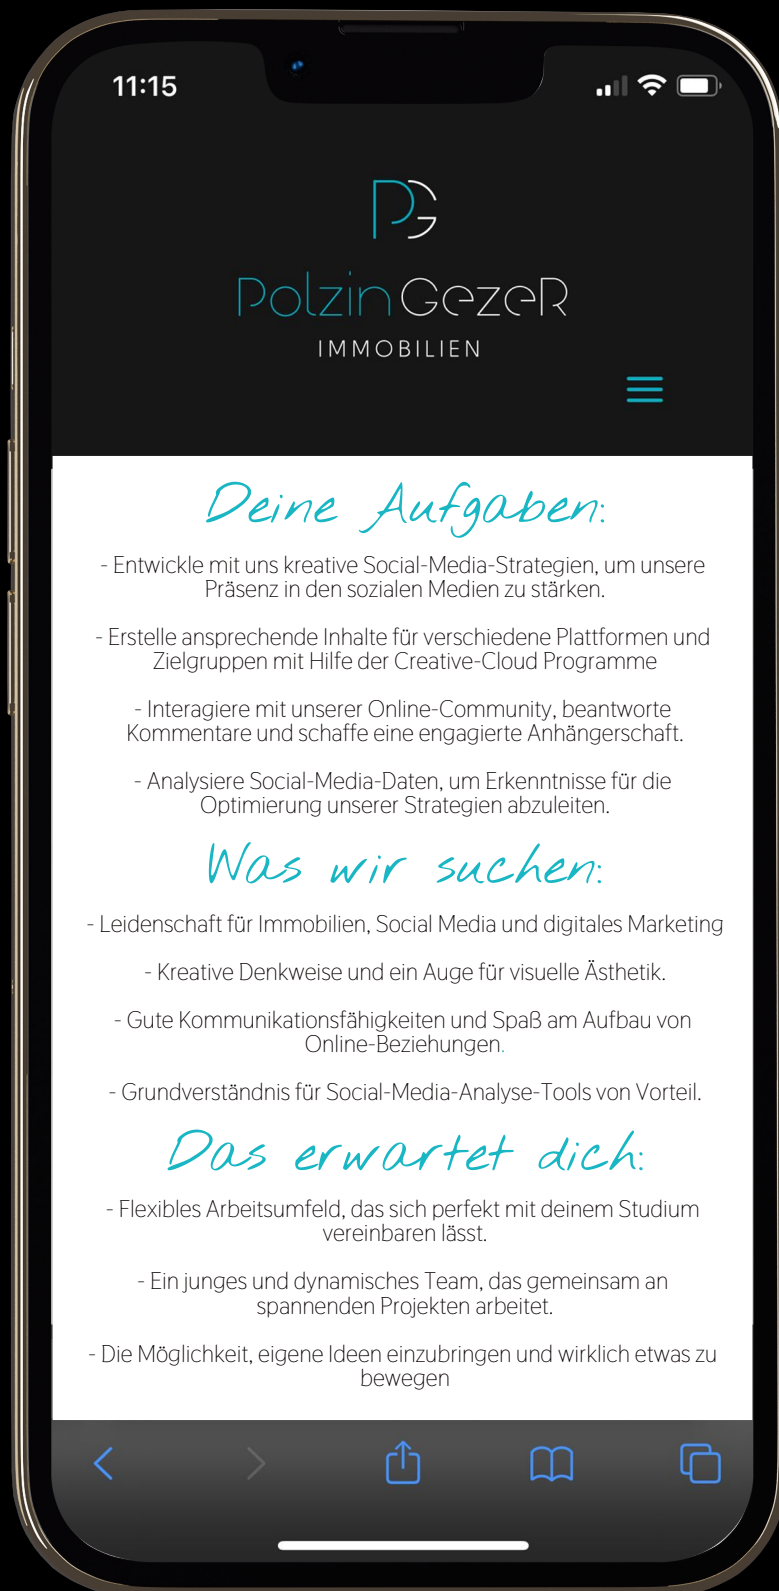 11:15
PG
Polzin GezeR
IMMOBILIEN
Deine Aufgaben:
- Entwickle mit uns kreative Social-Media-Strategien, um unsere
Präsenz in den sozialen Medien zu stärken.
- Erstelle ansprechende Inhalte für verschiedene Plattformen und
Zielgruppen mit Hilfe der Creative-Cloud Programme
- Interagiere mit unserer Online-Community, beantworte
Kommentare und schaffe eine engagierte Anhängerschaft.
- Analysiere Social-Media-Daten, um Erkenntnisse für die
Optimierung unserer Strategien abzuleiten.
Was wir suchen:
- Leidenschaft für Immobilien, Social Media und digitales Marketing
- Kreative Denkweise und ein Auge für visuelle Ästhetik.
- Gute Kommunikationsfähigkeiten und Spaß am Aufbau von
Online-Beziehungen.
- Grundverständnis für Social-Media-Analyse-Tools von Vorteil.
Das erwartet dich:
- Flexibles Arbeitsumfeld, das sich perfekt mit deinem Studium
vereinbaren lässt.
- Ein junges und dynamisches Team, das gemeinsam an
spannenden Projekten arbeitet.
- Die Möglichkeit, eigene Ideen einzubringen und wirklich etwas zu
bewegen